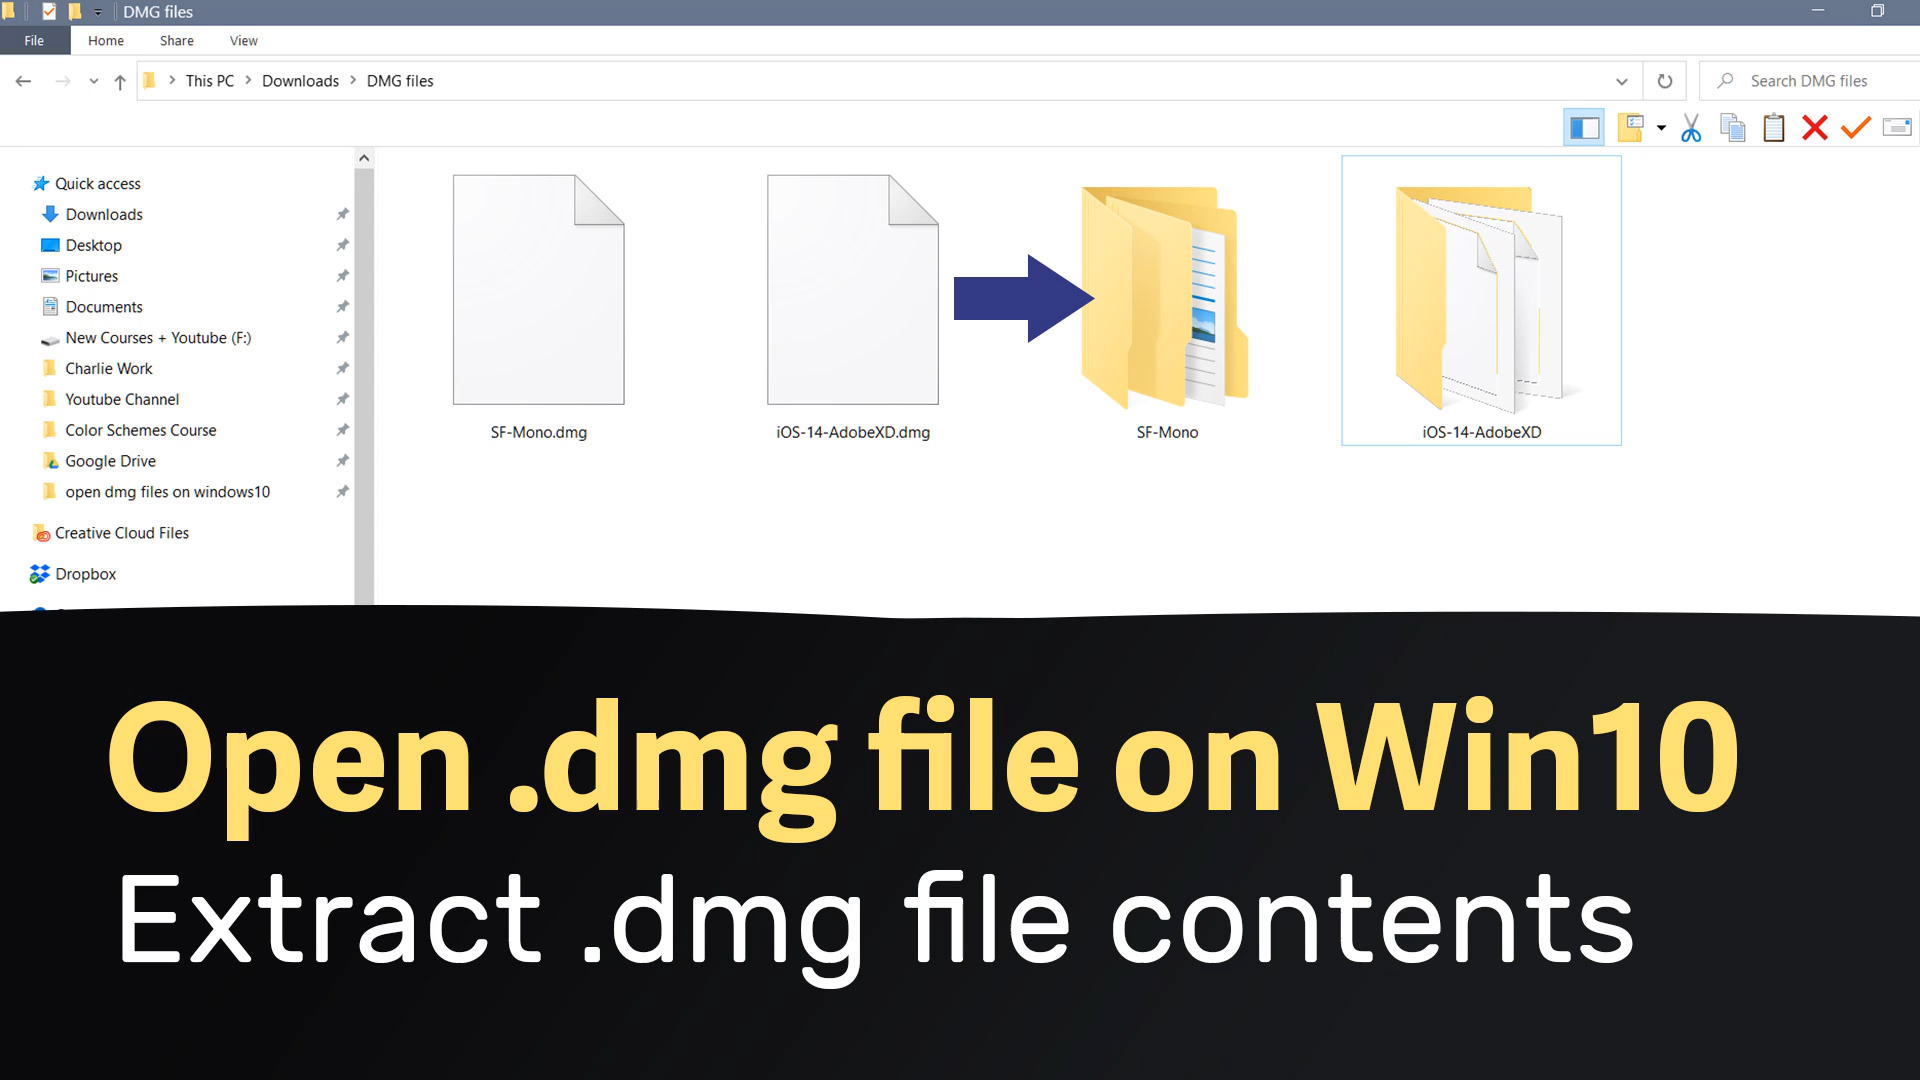 DMG files
File Home Share View
This PC Downloads DMG files
Search DMG files
Quick access
Downloads
Desktop
Pictures
Documents
New Courses + Youtube (F:)
Charlie Work
Youtube Channel
Color Schemes Course
Google Drive
open dmg files on windows10
Creative Cloud Files
Dropbox
SF-Mono.dmg
iOS-14-AdobeXD.dmg
SF-Mono
iOS-14-AdobeXD
Open .dmg file on Win10
Extract .dmg file contents